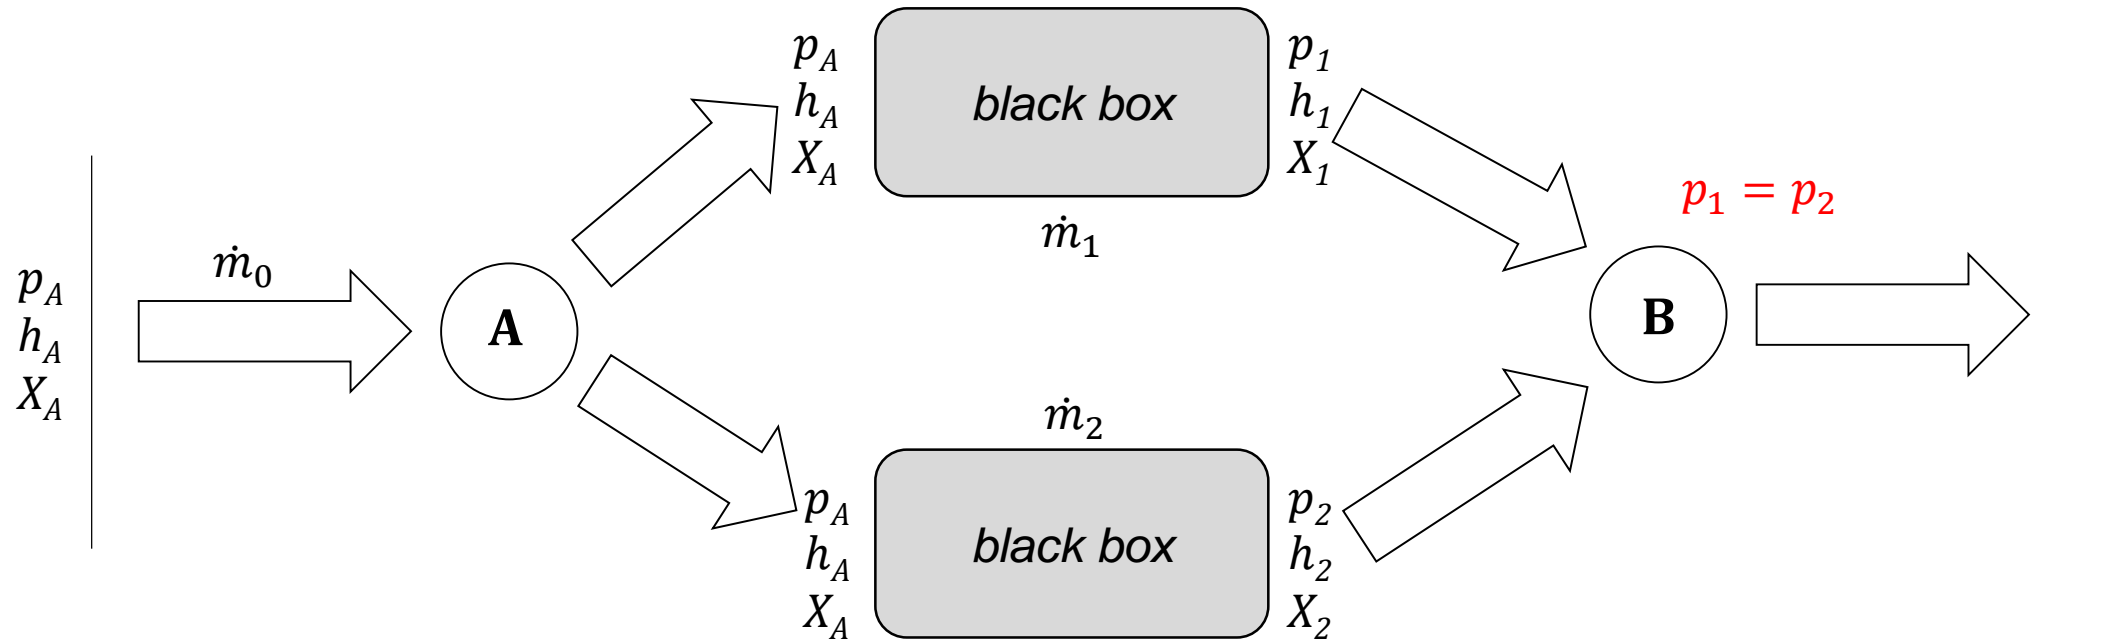 p_A
h_A
X_A
ṁ_0
A
p_A
h_A
X_A
black box
ṁ_1
p_1
h_1
X_1
p_A
h_A
X_A
ṁ_2
black box
p_2
h_2
X_2
p_1 = p_2
B